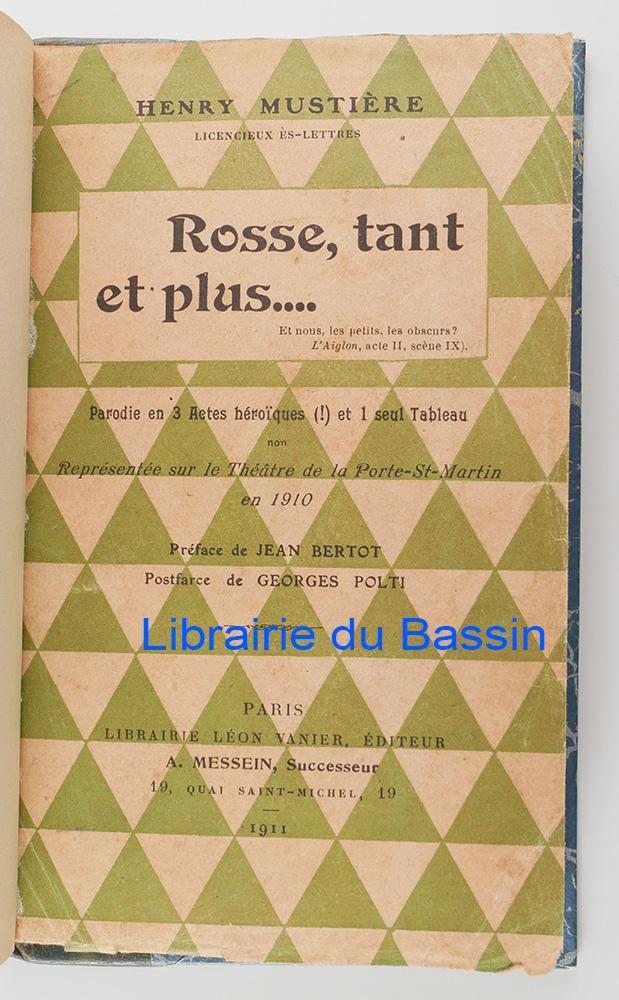 HENRY MUSTIÈRE
LICENCIEUX ÈS-LETTRES
Rosse, tant
et plus....
Et nous, les petits, les obscurs?
L'Aiglon, acte II, scène IX).
Parodie en 3 Actes héroïques (!) et 1 seul Tableau
non
Représentée sur le Théâtre de la Porte-St-Martin
en 1910
Préface de JEAN BERTOT
Postfarce de GEORGES POLTI
Librairie du Bassin
PARIS
LIBRAIRIE LÉON VANIER, ÉDITEUR
A. MESSEIN, Successeur
19, QUAI SAINT-MICHEL, 19
1911